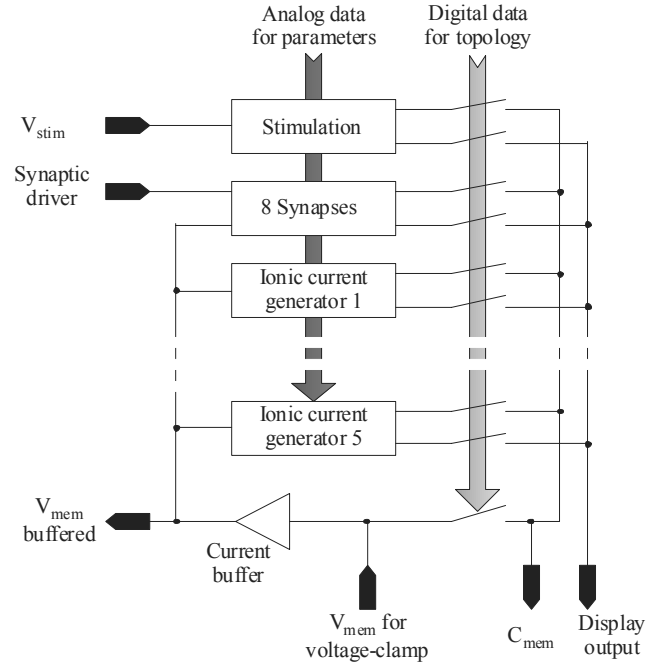 Analog data
for parameters
Digital data
for topology
V_stim
Stimulation
Synaptic
driver
8 Synapses
Ionic current
generator 1
Ionic current
generator 5
V_mem
buffered
Current
buffer
V_mem for
voltage-clamp
C_mem
Display
output